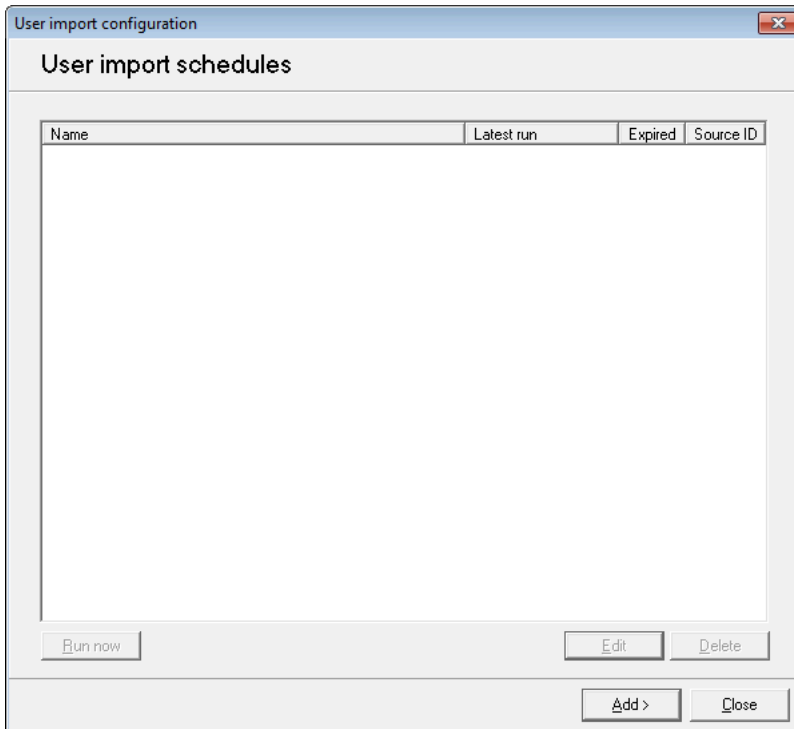 User import configuration
User import schedules
Name Latest run Expired Source ID
Run now Edit Delete
Add > Close